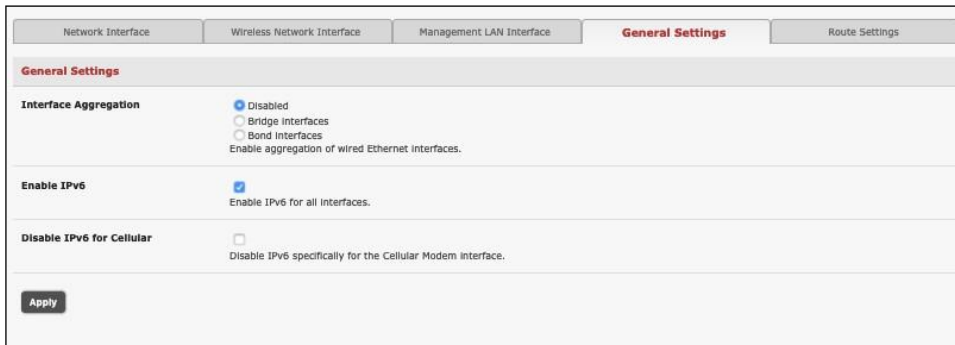 Network Interface
Wireless Network Interface
Management LAN Interface
General Settings
Route Settings
General Settings
Interface Aggregation
Disabled
Bridge interfaces
Bond interfaces
Enable aggregation of wired Ethernet interfaces.
Enable IPv6
Enable IPv6 for all interfaces.
Disable IPv6 for Cellular
Disable IPv6 specifically for the Cellular Modem interface.
Apply